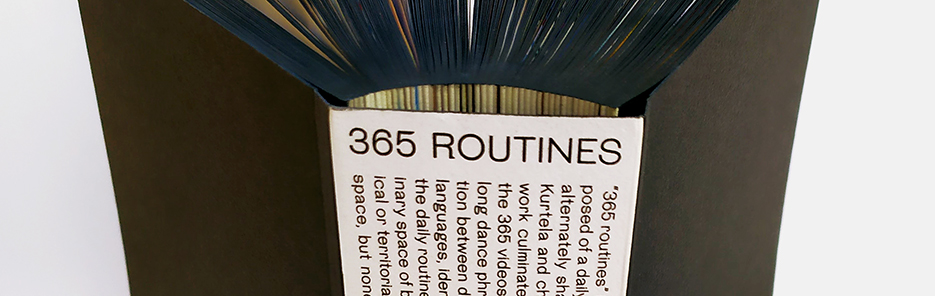 365 ROUTINES
"365 routines"
posed of a daily
alternately sha
Kurtela and ch
work culminate
the 365 videos
long dance phr
tion between d
languages, iden
the daily routine
inary space of b
ical or territoria
space, but none